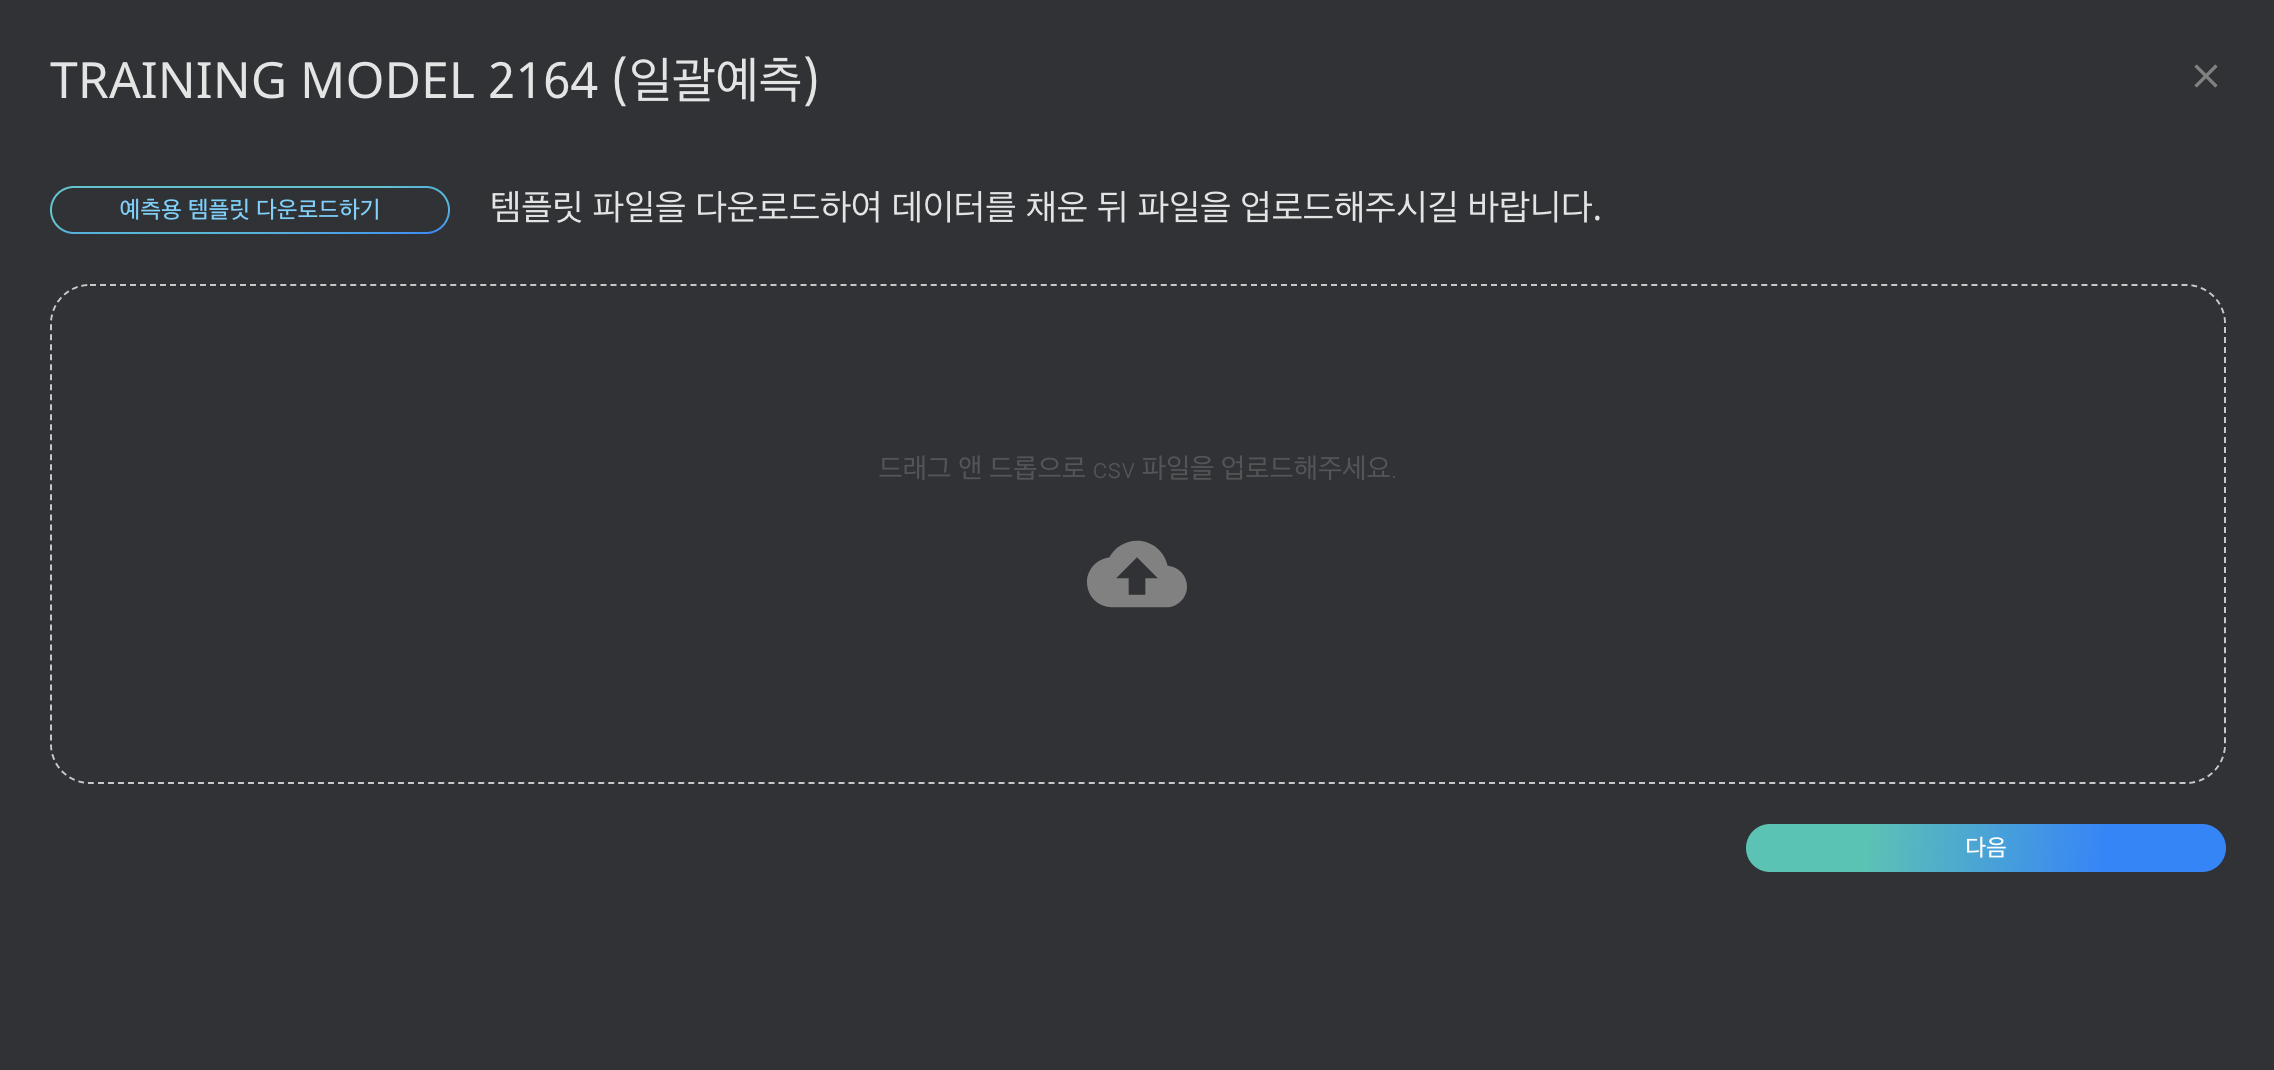 TRAINING MODEL 2164 (일괄예측)
예측용 템플릿 다운로드하기
템플릿 파일을 다운로드하여 데이터를 채운 뒤 파일을 업로드해주시길 바랍니다.
드래그 앤 드롭으로 csv 파일을 업로드해주세요.
다음